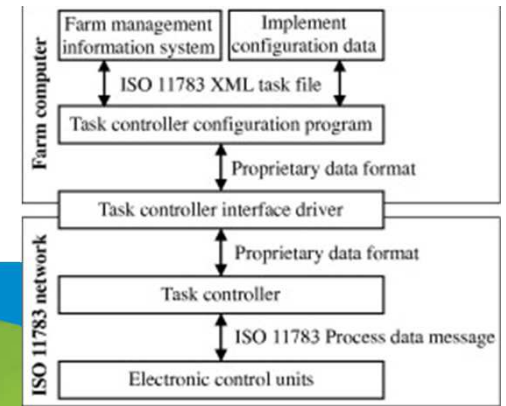 Farm computer
Farm management
information system
Implement
configuration data
ISO 11783 XML task file
Task controller configuration program
Proprietary data format
Task controller interface driver
ISO 11783 network
Proprietary data format
Task controller
ISO 11783 Process data message
Electronic control units